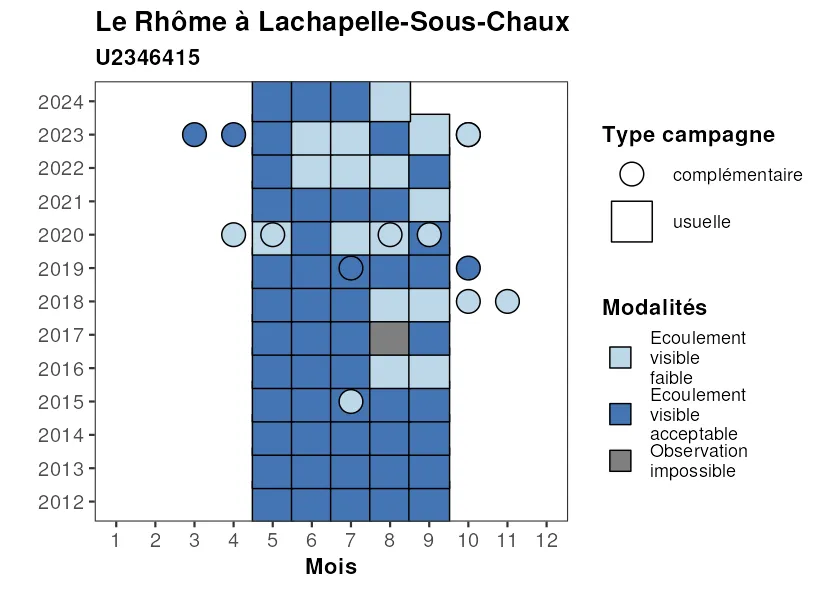 Le Rhôme à Lachapelle-Sous-Chaux
U2346415
2024
2023
2022
2021
2020
2019
2018
2017
2016
2015
2014
2013
2012
1 2 3 4 5 6 7 8 9 10 11 12
Mois
Type campagne
complémentaire
usuelle
Modalités
Ecoulement
visible
faible
Ecoulement
visible
acceptable
Observation
impossible